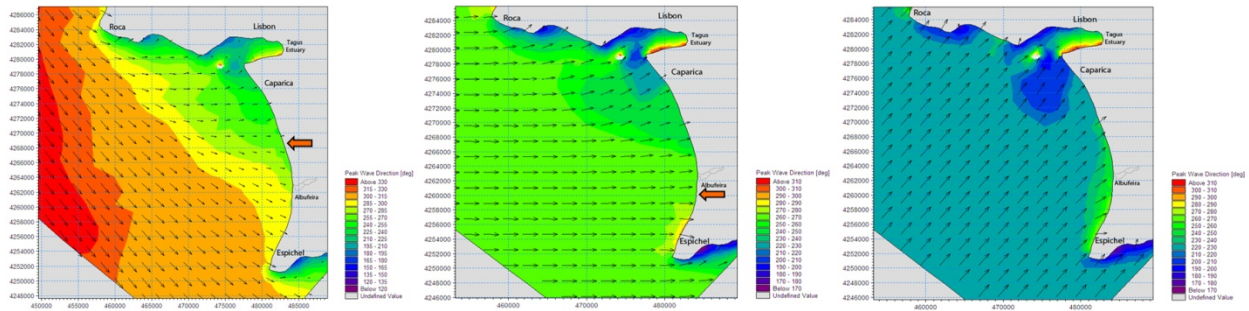 Roca
Lisbon
Tagus
Estuary
Caparica
Albufeira
Espichel
4286000
4284000
4282000
4280000
4278000
4276000
4274000
4272000
4270000
4268000
4266000
4264000
4262000
4260000
4258000
4256000
4254000
4252000
4250000
4248000
4246000
450000 455000 460000 465000 470000 475000 480000 485000
Peak Wave Direction [deg]
Above 330
315 - 330
300 - 315
285 - 300
270 - 285
255 - 270
240 - 255
225 - 240
210 - 225
195 - 210
180 - 195
165 - 180
150 - 165
135 - 150
120 - 135
Below 120
Undefined Value
Roca
Lisbon
Tagus
Estuary
Caparica
Albufeira
Espichel
4284000
4282000
4280000
4278000
4276000
4274000
4272000
4270000
4268000
4266000
4264000
4262000
4260000
4258000
4256000
4254000
4252000
4250000
4248000
4246000
460000 470000 480000
Peak Wave Direction [deg]
Above 310
300 - 310
290 - 300
280 - 290
270 - 280
260 - 270
250 - 260
240 - 250
230 - 240
220 - 230
210 - 220
200 - 210
190 - 200
180 - 190
170 - 180
Below 170
Undefined Value
Roca
Lisbon
Tagus
Estuary
Caparica
Albufeira
Espichel
4284000
4282000
4280000
4278000
4276000
4274000
4272000
4270000
4268000
4266000
4264000
4262000
4260000
4258000
4256000
4254000
4252000
4250000
4248000
4246000
460000 470000 480000
Peak Wave Direction [deg]
Above 310
300 - 310
290 - 300
280 - 290
270 - 280
260 - 270
250 - 260
240 - 250
230 - 240
220 - 230
210 - 220
200 - 210
190 - 200
180 - 190
170 - 180
Below 170
Undefined Value